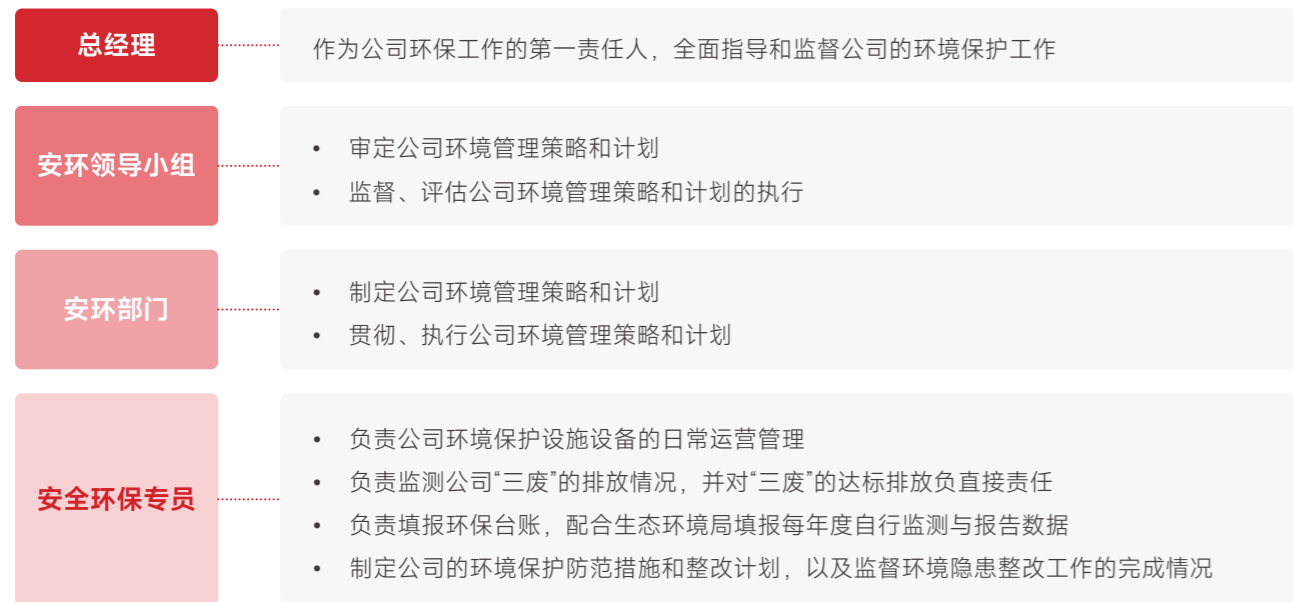 总经理
作为公司环保工作的第一责任人，全面指导和监督公司的环境保护工作
安环领导小组
• 审定公司环境管理策略和计划
• 监督、评估公司环境管理策略和计划的执行
安环部门
• 制定公司环境管理策略和计划
• 贯彻、执行公司环境管理策略和计划
安全环保专员
• 负责公司环境保护设施设备的日常运营管理
• 负责监测公司“三废”的排放情况，并对“三废”的达标排放负直接责任
• 负责填报环保台账，配合生态环境局填报每年度自行监测与报告数据
• 制定公司的环境保护防范措施和整改计划，以及监督环境隐患整改工作的完成情况